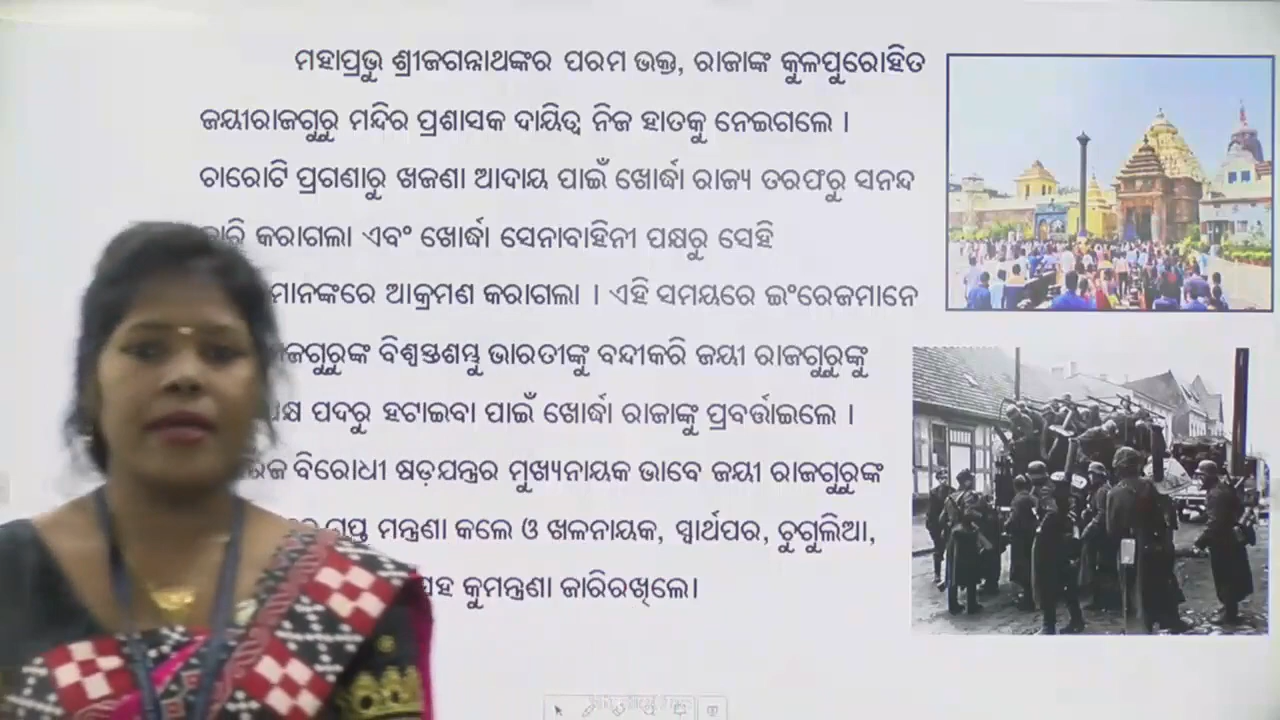 ମହାପ୍ରଭୁ ଶ୍ରୀଜଗନ୍ନାଥଙ୍କର ପରମ ଭକ୍ତ, ରାଜାଙ୍କ କୁଳପୁରୋହିତ
ଜୟୀରାଜଗୁରୁ ମନ୍ଦିର ପ୍ରଶାସକ ଦାୟିତ୍ୱ ନିଜ ହାତକୁ ନେଇଗଲେ ।
ଚାରୋଟି ପ୍ରଗଣାରୁ ଖଜଣା ଆଦାୟ ପାଇଁ ଖୋର୍ଦ୍ଧା ରାଜ୍ୟ ତରଫରୁ ସନନ୍ଦ
କରାଗଲା ଏବଂ ଖୋର୍ଦ୍ଧା ସେନାବାହିନୀ ପକ୍ଷରୁ ସେହି
ଆକ୍ରମଣ କରାଗଲା । ଏହି ସମୟରେ ଇଂରେଜମାନେ
ବିଶ୍ୱସ୍ତଶମ୍ଭୁ ଭାରତୀଙ୍କୁ ବନ୍ଦୀକରି ଜୟୀ ରାଜଗୁରୁଙ୍କୁ
ପଦରୁ ହଟାଇବା ପାଇଁ ଖୋର୍ଦ୍ଧା ରାଜାଙ୍କୁ ପ୍ରବର୍ତ୍ତାଇଲେ ।
ବିରୋଧୀ ଷଡ଼ଯନ୍ତ୍ରର ମୁଖ୍ୟନାୟକ ଭାବେ ଜୟୀ ରାଜଗୁରୁଙ୍କ
ମନ୍ତ୍ରଣା କଲେ ଓ ଖଳନାୟକ, ସ୍ୱାର୍ଥପର, ଚୁଗୁଲିଆ,
କୁମନ୍ତ୍ରଣା ଜାରିରଖିଲେ।